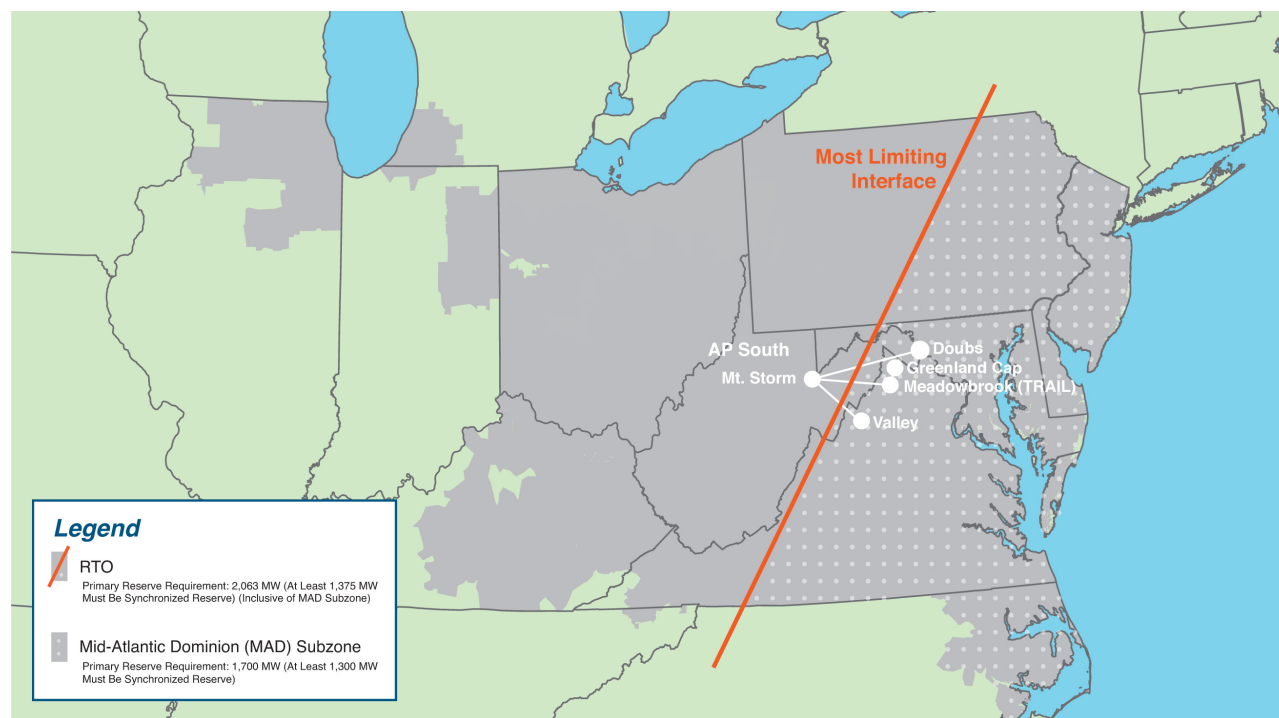 Most Limiting
Interface
AP South
Mt. Storm
Doubs
Greenland Cap
Meadowbrook (TRAIL)
Valley
Legend
RTO
Primary Reserve Requirement: 2,063 MW (At Least 1,375 MW
Must Be Synchronized Reserve) (Inclusive of MAD Subzone)
Mid-Atlantic Dominion (MAD) Subzone
Primary Reserve Requirement: 1,700 MW (At Least 1,300 MW
Must Be Synchronized Reserve)